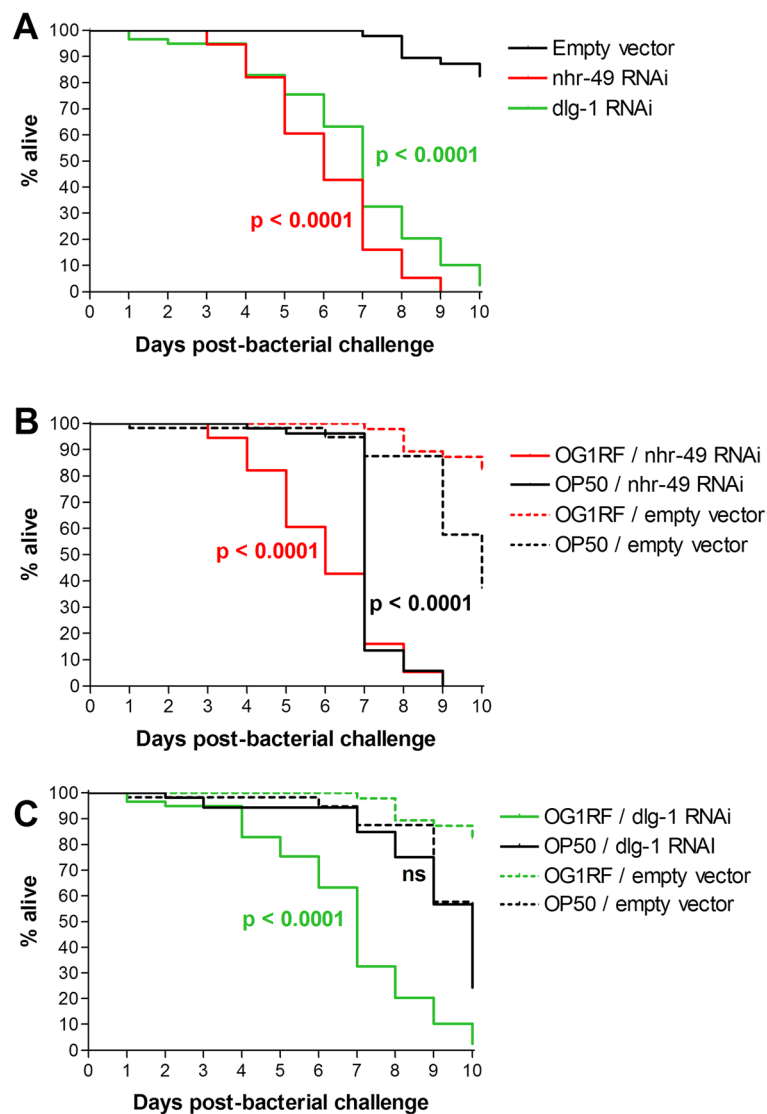 A
100
90
80
70
60
50
40
30
20
10
0
% alive
0 1 2 3 4 5 6 7 8 9 10
Days post-bacterial challenge
p < 0.0001
p < 0.0001
Empty vector
nhr-49 RNAi
dlg-1 RNAi
B
100
90
80
70
60
50
40
30
20
10
0
% alive
0 1 2 3 4 5 6 7 8 9 10
Days post-bacterial challenge
p < 0.0001
p < 0.0001
OG1RF / nhr-49 RNAi
OP50 / nhr-49 RNAi
OG1RF / empty vector
OP50 / empty vector
C
100
90
80
70
60
50
40
30
20
10
0
% alive
0 1 2 3 4 5 6 7 8 9 10
Days post-bacterial challenge
ns
p < 0.0001
OG1RF / dlg-1 RNAi
OP50 / dlg-1 RNAI
OG1RF / empty vector
OP50 / empty vector